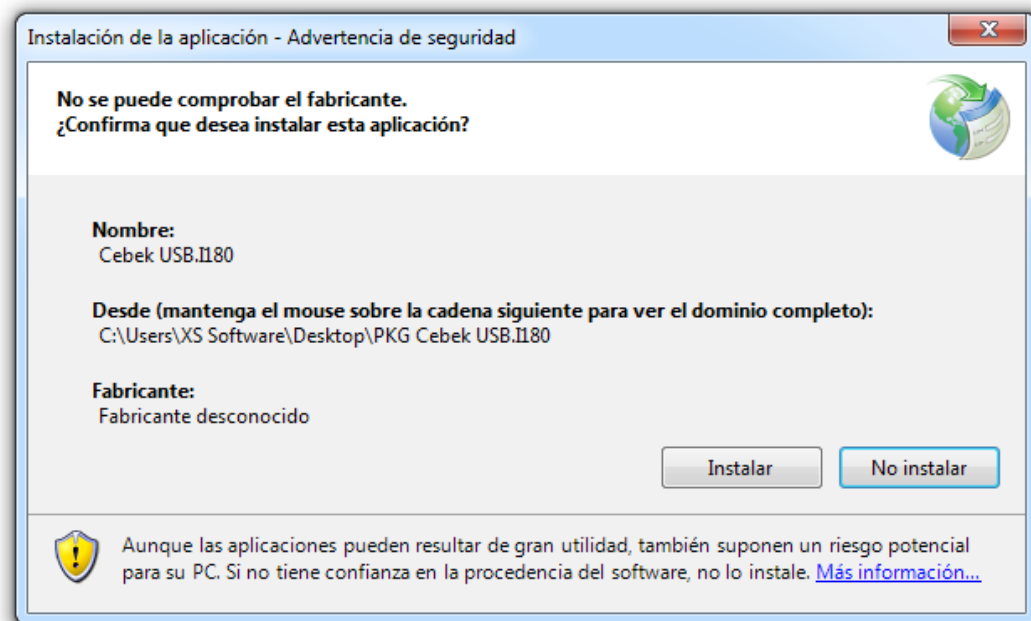 Instalación de la aplicación - Advertencia de seguridad
No se puede comprobar el fabricante.
¿Confirma que desea instalar esta aplicación?
Nombre:
Cebek USB.I180
Desde (mantenga el mouse sobre la cadena siguiente para ver el dominio completo):
C:\Users\XS Software\Desktop\PKG Cebek USB.I180
Fabricante:
Fabricante desconocido
Instalar No instalar
Aunque las aplicaciones pueden resultar de gran utilidad, también suponen un riesgo potencial
para su PC. Si no tiene confianza en la procedencia del software, no lo instale. Más información...